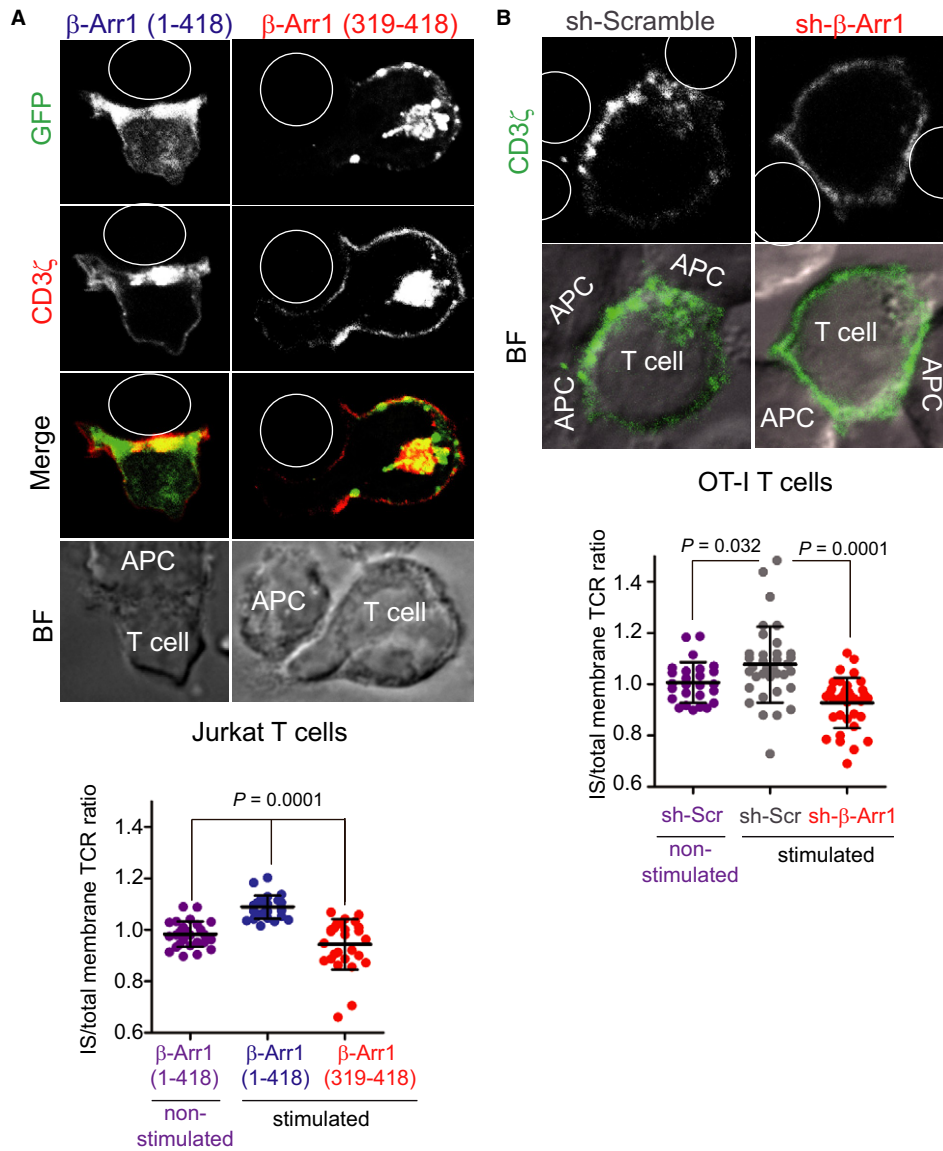 A
β-Arr1 (1-418)
β-Arr1 (319-418)
GFP
CD3ζ
Merge
BF
APC
T cell
APC
T cell
Jurkat T cells
IS/total membrane TCR ratio
P = 0.0001
1.4
1.2
1.0
0.8
0.6
β-Arr1
(1-418)
β-Arr1
(1-418)
β-Arr1
(319-418)
non-
stimulated
stimulated
B
sh-Scramble
sh-β-Arr1
CD3ζ
BF
APC
APC
T cell
APC
T cell
APC
APC
OT-I T cells
IS/total membrane TCR ratio
P = 0.032
P = 0.0001
1.4
1.2
1.0
0.8
0.6
sh-Scr
sh-Scr
sh-β-Arr1
non-
stimulated
stimulated